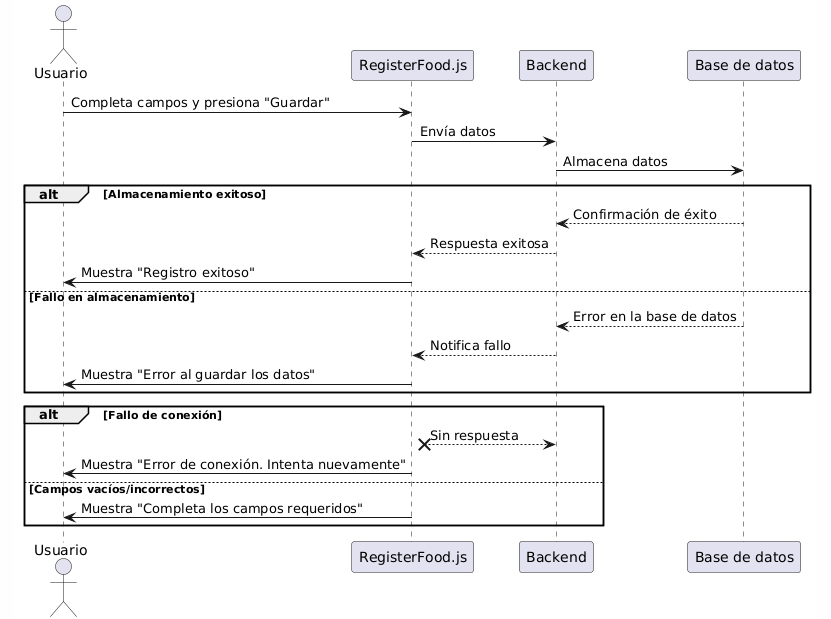 Usuario
RegisterFood.js
Backend
Base de datos
Completa campos y presiona "Guardar"
Envía datos
Almacena datos
alt
[Almacenamiento exitoso]
Confirmación de éxito
Respuesta exitosa
Muestra "Registro exitoso"
[Fallo en almacenamiento]
Error en la base de datos
Notifica fallo
Muestra "Error al guardar los datos"
alt
[Fallo de conexión]
Sin respuesta
Muestra "Error de conexión. Intenta nuevamente"
[Campos vacíos/incorrectos]
Muestra "Completa los campos requeridos"
Usuario
RegisterFood.js
Backend
Base de datos